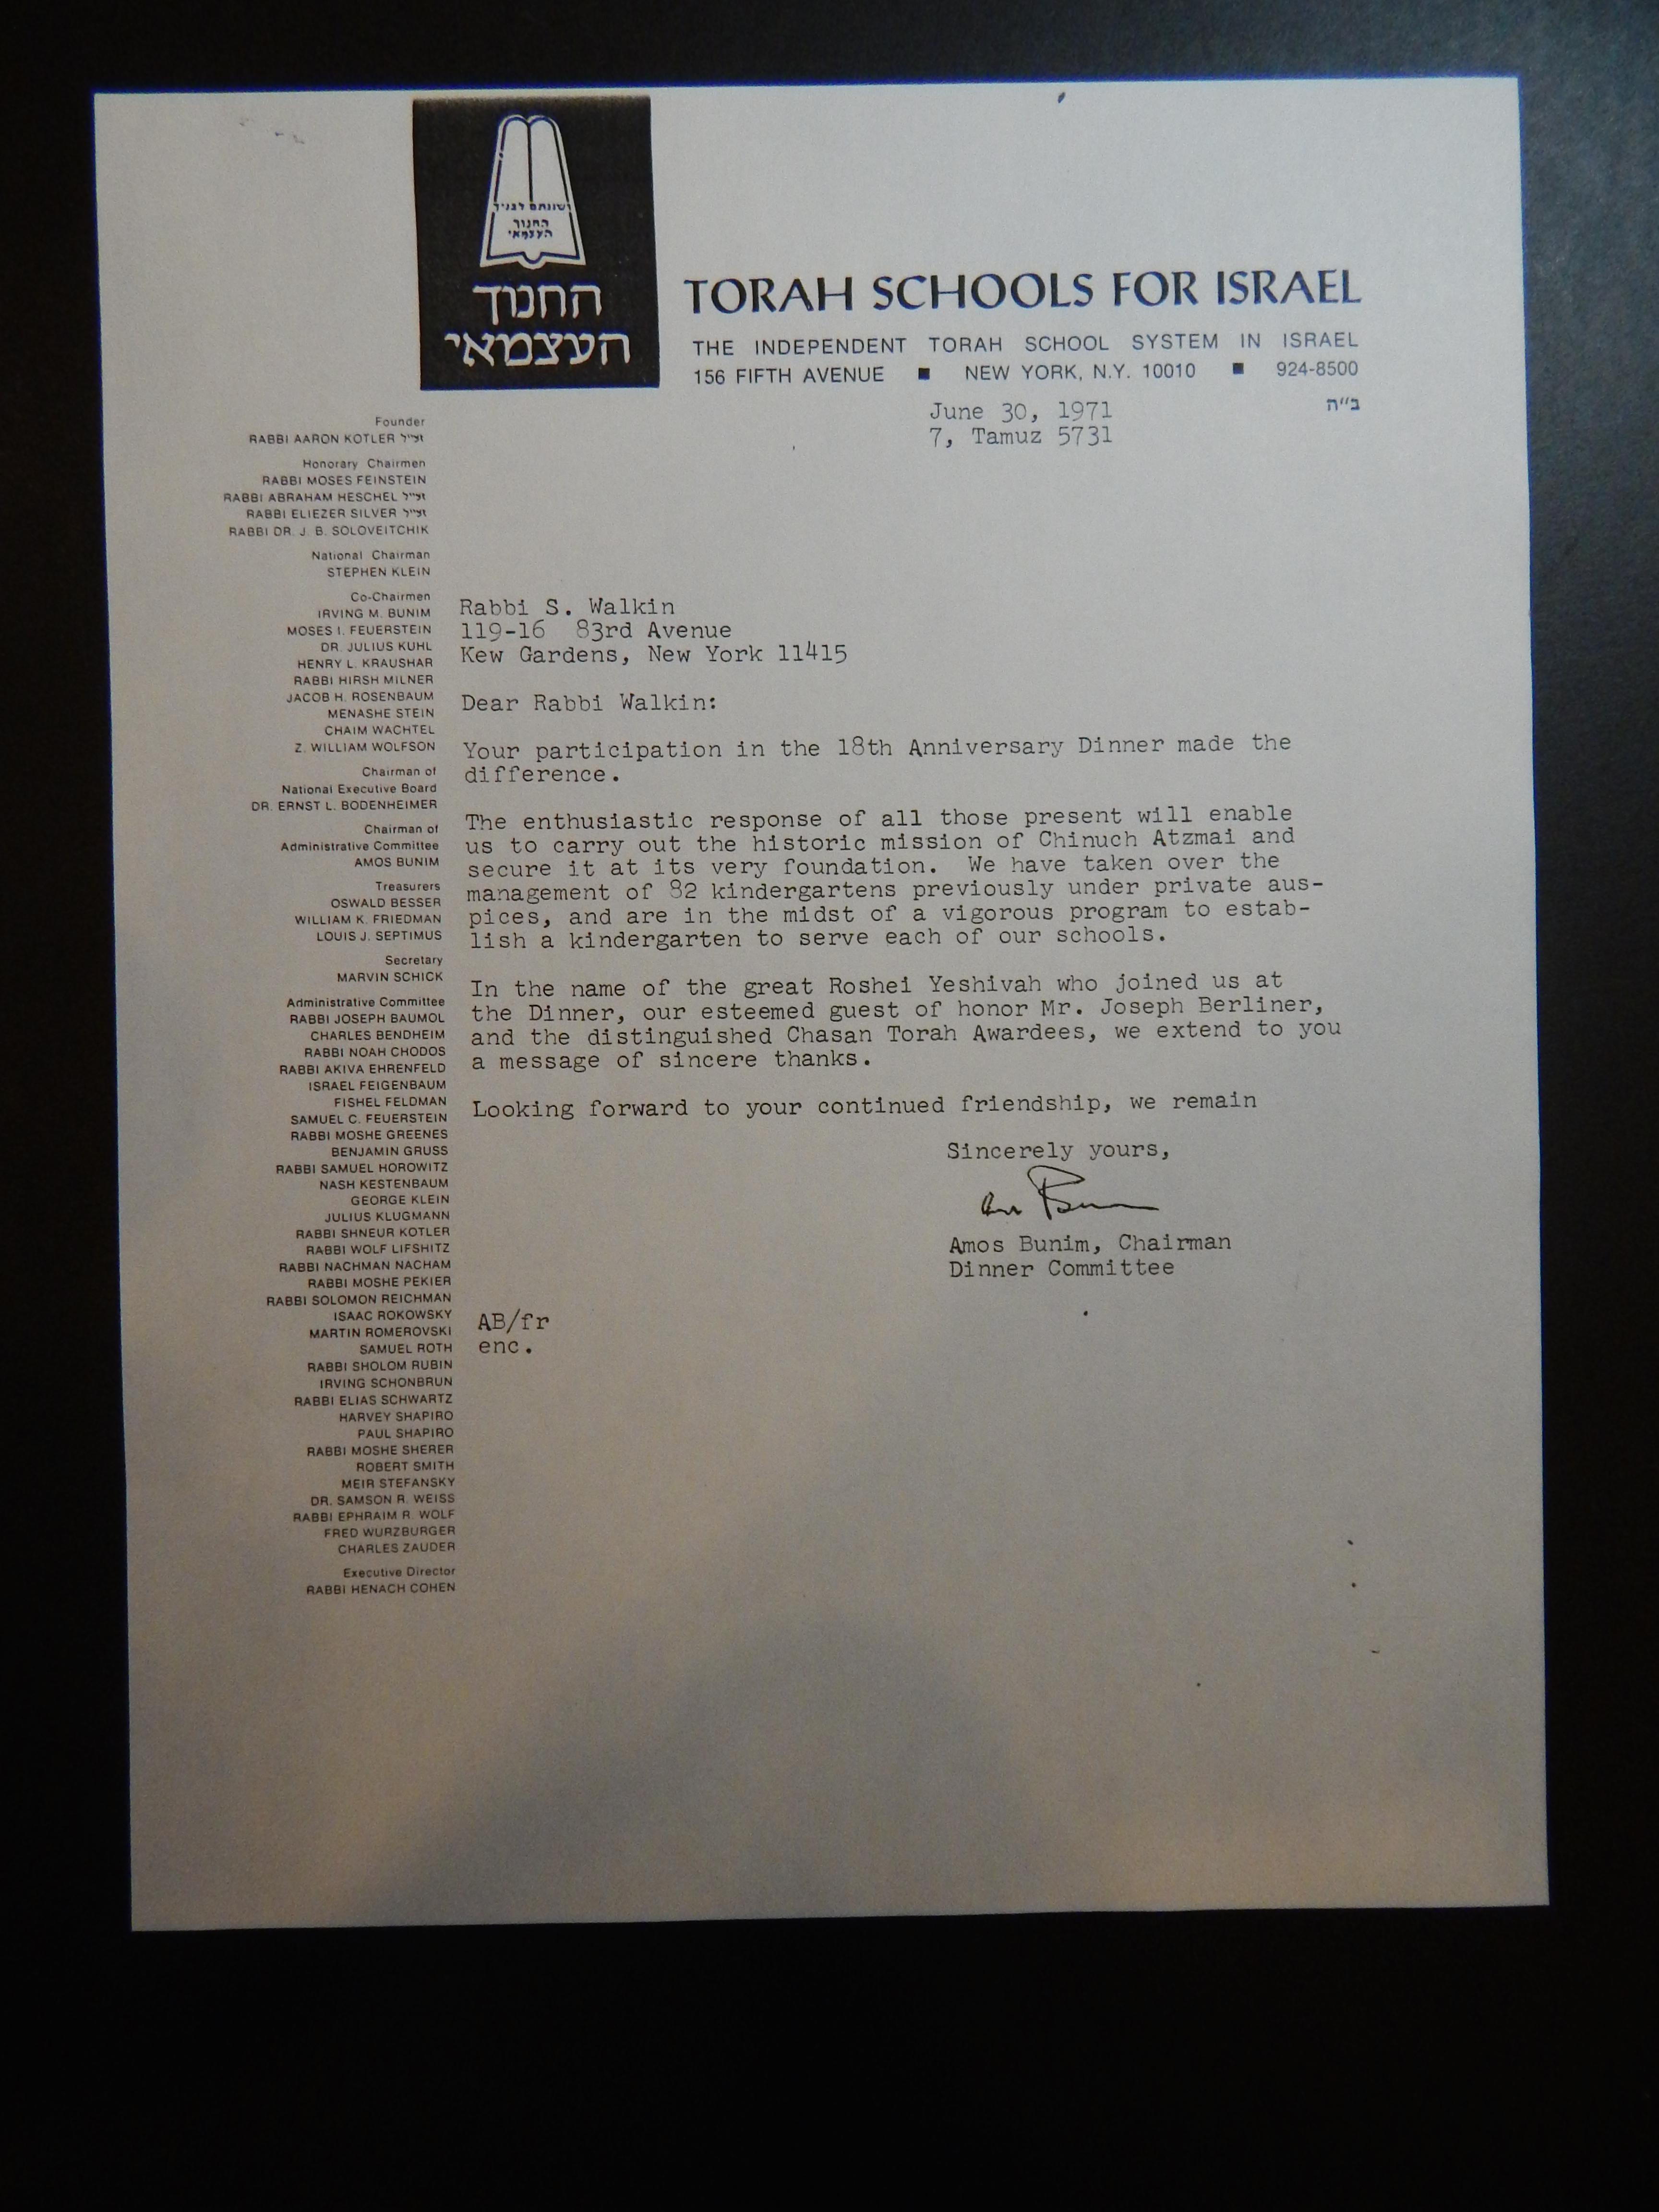 ושננתם לבניך
החנוך
העצמאי
החנוך
העצמאי
TORAH SCHOOLS FOR ISRAEL
THE INDEPENDENT TORAH SCHOOL SYSTEM IN ISRAEL
156 FIFTH AVENUE ■ NEW YORK, N.Y. 10010 ■ 924-8500
ב״ה
June 30, 1971
7, Tamuz 5731
Founder
RABBI AARON KOTLER זצ״ל
Honorary Chairmen
RABBI MOSES FEINSTEIN
RABBI ABRAHAM HESCHEL זצ״ל
RABBI ELIEZER SILVER זצ״ל
RABBI DR. J. B. SOLOVEITCHIK
National Chairman
STEPHEN KLEIN
Co-Chairmen
IRVING M. BUNIM
MOSES I. FEUERSTEIN
DR. JULIUS KUHL
HENRY L. KRAUSHAR
RABBI HIRSH MILNER
JACOB H. ROSENBAUM
MENASHE STEIN
CHAIM WACHTEL
Z. WILLIAM WOLFSON
Chairman of
National Executive Board
DR. ERNST L. BODENHEIMER
Chairman of
Administrative Committee
AMOS BUNIM
Treasurers
OSWALD BESSER
WILLIAM K. FRIEDMAN
LOUIS J. SEPTIMUS
Secretary
MARVIN SCHICK
Administrative Committee
RABBI JOSEPH BAUMOL
CHARLES BENDHEIM
RABBI NOAH CHODOS
RABBI AKIVA EHRENFELD
ISRAEL FEIGENBAUM
FISHEL FELDMAN
SAMUEL C. FEUERSTEIN
RABBI MOSHE GREENES
BENJAMIN GRUSS
RABBI SAMUEL HOROWITZ
NASH KESTENBAUM
GEORGE KLEIN
JULIUS KLUGMANN
RABBI SHNEUR KOTLER
RABBI WOLF LIFSHITZ
RABBI NACHMAN NACHAM
RABBI MOSHE PEKIER
RABBI SOLOMON REICHMAN
ISAAC ROKOWSKY
MARTIN ROMEROVSKI
SAMUEL ROTH
RABBI SHOLOM RUBIN
IRVING SCHONBRUN
RABBI ELIAS SCHWARTZ
HARVEY SHAPIRO
PAUL SHAPIRO
RABBI MOSHE SHERER
ROBERT SMITH
MEIR STEFANSKY
DR. SAMSON R. WEISS
RABBI EPHRAIM R. WOLF
FRED WURZBURGER
CHARLES ZAUDER
Executive Director
RABBI HENACH COHEN
Rabbi S. Walkin
119-16 83rd Avenue
Kew Gardens, New York 11415
Dear Rabbi Walkin:
Your participation in the 18th Anniversary Dinner made the
difference.
The enthusiastic response of all those present will enable
us to carry out the historic mission of Chinuch Atzmai and
secure it at its very foundation. We have taken over the
management of 82 kindergartens previously under private aus-
pices, and are in the midst of a vigorous program to estab-
lish a kindergarten to serve each of our schools.
In the name of the great Roshei Yeshivah who joined us at
the Dinner, our esteemed guest of honor Mr. Joseph Berliner,
and the distinguished Chasan Torah Awardees, we extend to you
a message of sincere thanks.
Looking forward to your continued friendship, we remain
Sincerely yours,
Amos Bunim, Chairman
Dinner Committee
AB/fr
enc.